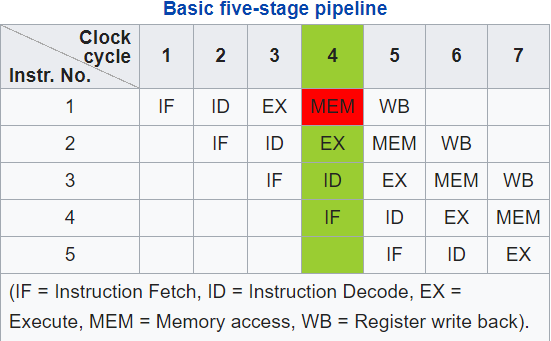 Basic five-stage pipeline
Clock
cycle
Instr. No.
1 2 3 4 5 6 7
1 IF ID EX MEM WB
2 IF ID EX MEM WB
3 IF ID EX MEM WB
4 IF ID EX MEM
5 IF ID EX
(IF = Instruction Fetch, ID = Instruction Decode, EX =
Execute, MEM = Memory access, WB = Register write back).